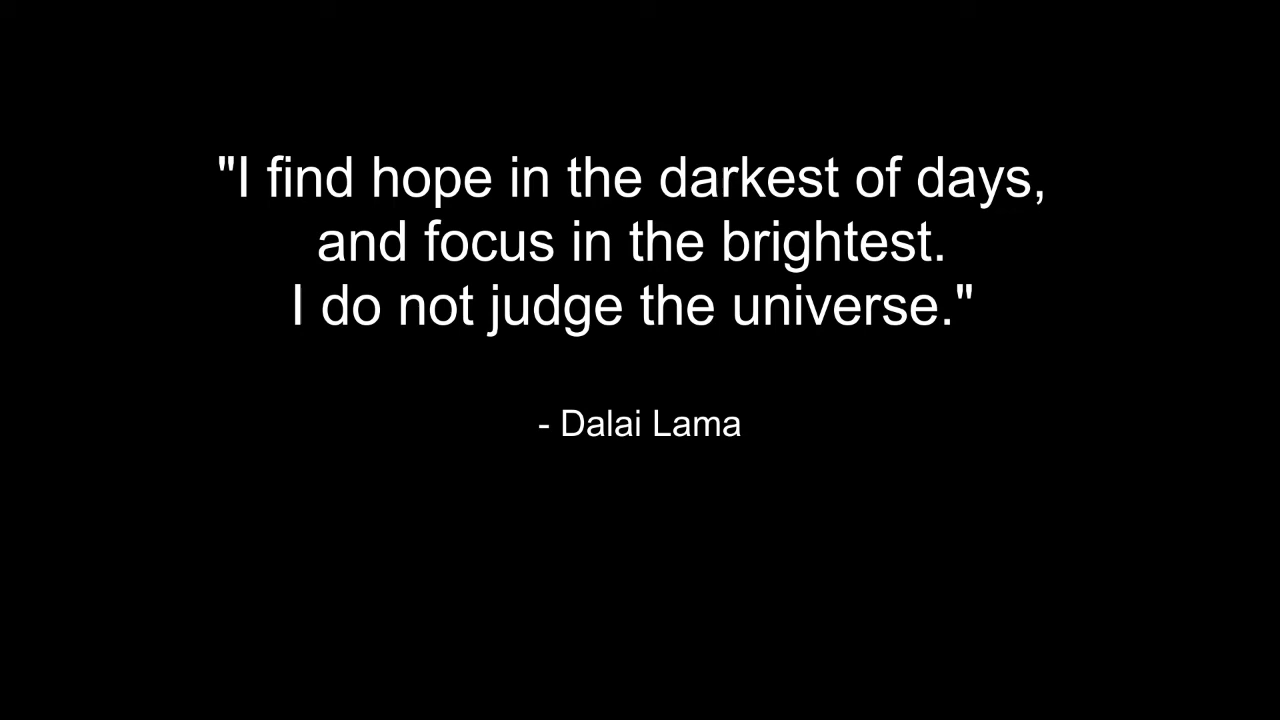 "I find hope in the darkest of days,
and focus in the brightest.
I do not judge the universe."
- Dalai Lama